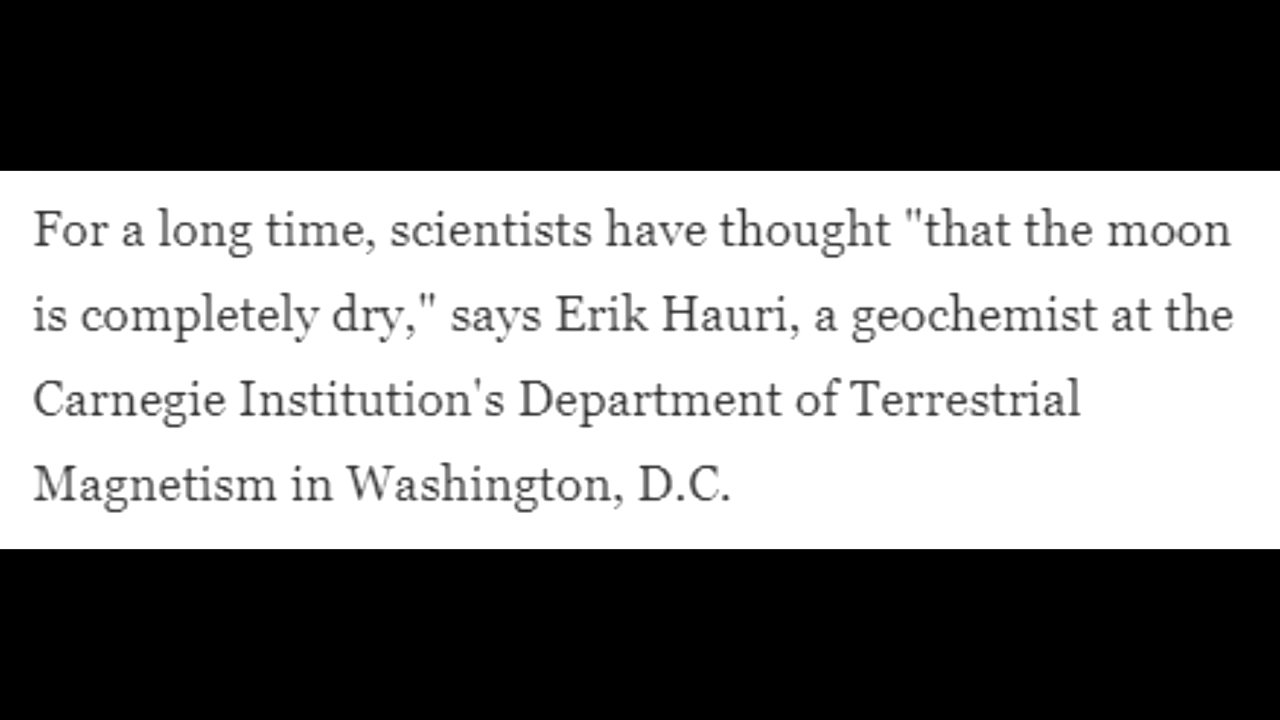 For a long time, scientists have thought "that the moon
is completely dry," says Erik Hauri, a geochemist at the
Carnegie Institution's Department of Terrestrial
Magnetism in Washington, D.C.